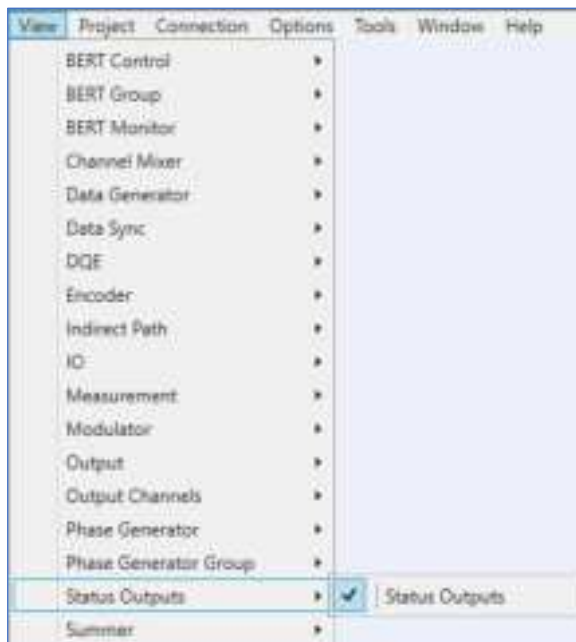 View Project Connection Options Tools Window Help
BERT Control
BERT Group
BERT Monitor
Channel Mixer
Data Generator
Data Sync
DQE
Encoder
Indirect Path
IO
Measurement
Modulator
Output
Output Channels
Phase Generator
Phase Generator Group
Status Outputs Status Outputs
Summer